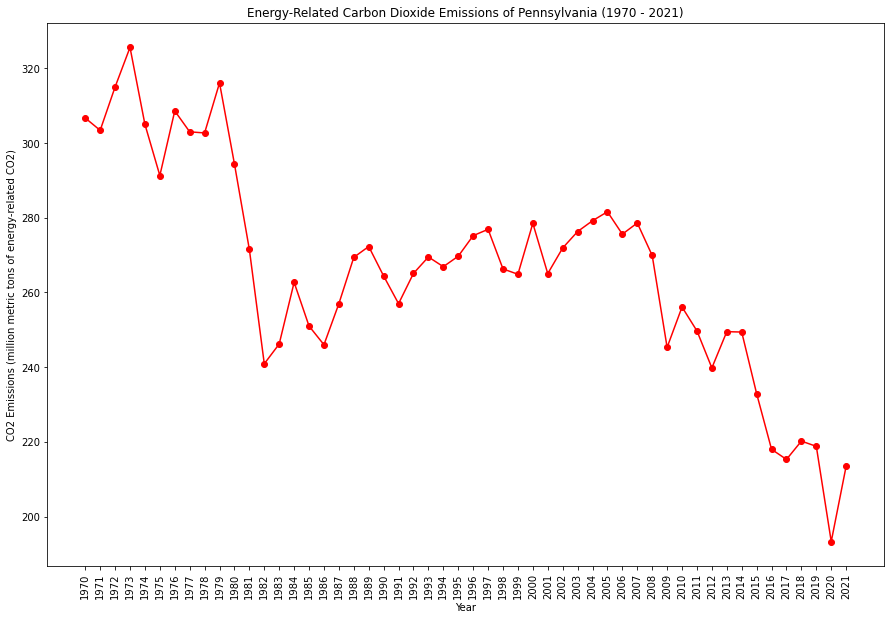 Energy-Related Carbon Dioxide Emissions of Pennsylvania (1970 - 2021)
CO2 Emissions (million metric tons of energy-related CO2)
320
300
280
260
240
220
200
1970 1971 1972 1973 1974 1975 1976 1977 1978 1979 1980 1981 1982 1983 1984 1985 1986 1987 1988 1989 1990 1991 1992 1993 1994 1995 1996 1997 1998 1999 2000 2001 2002 2003 2004 2005 2006 2007 2008 2009 2010 2011 2012 2013 2014 2015 2016 2017 2018 2019 2020 2021
Year